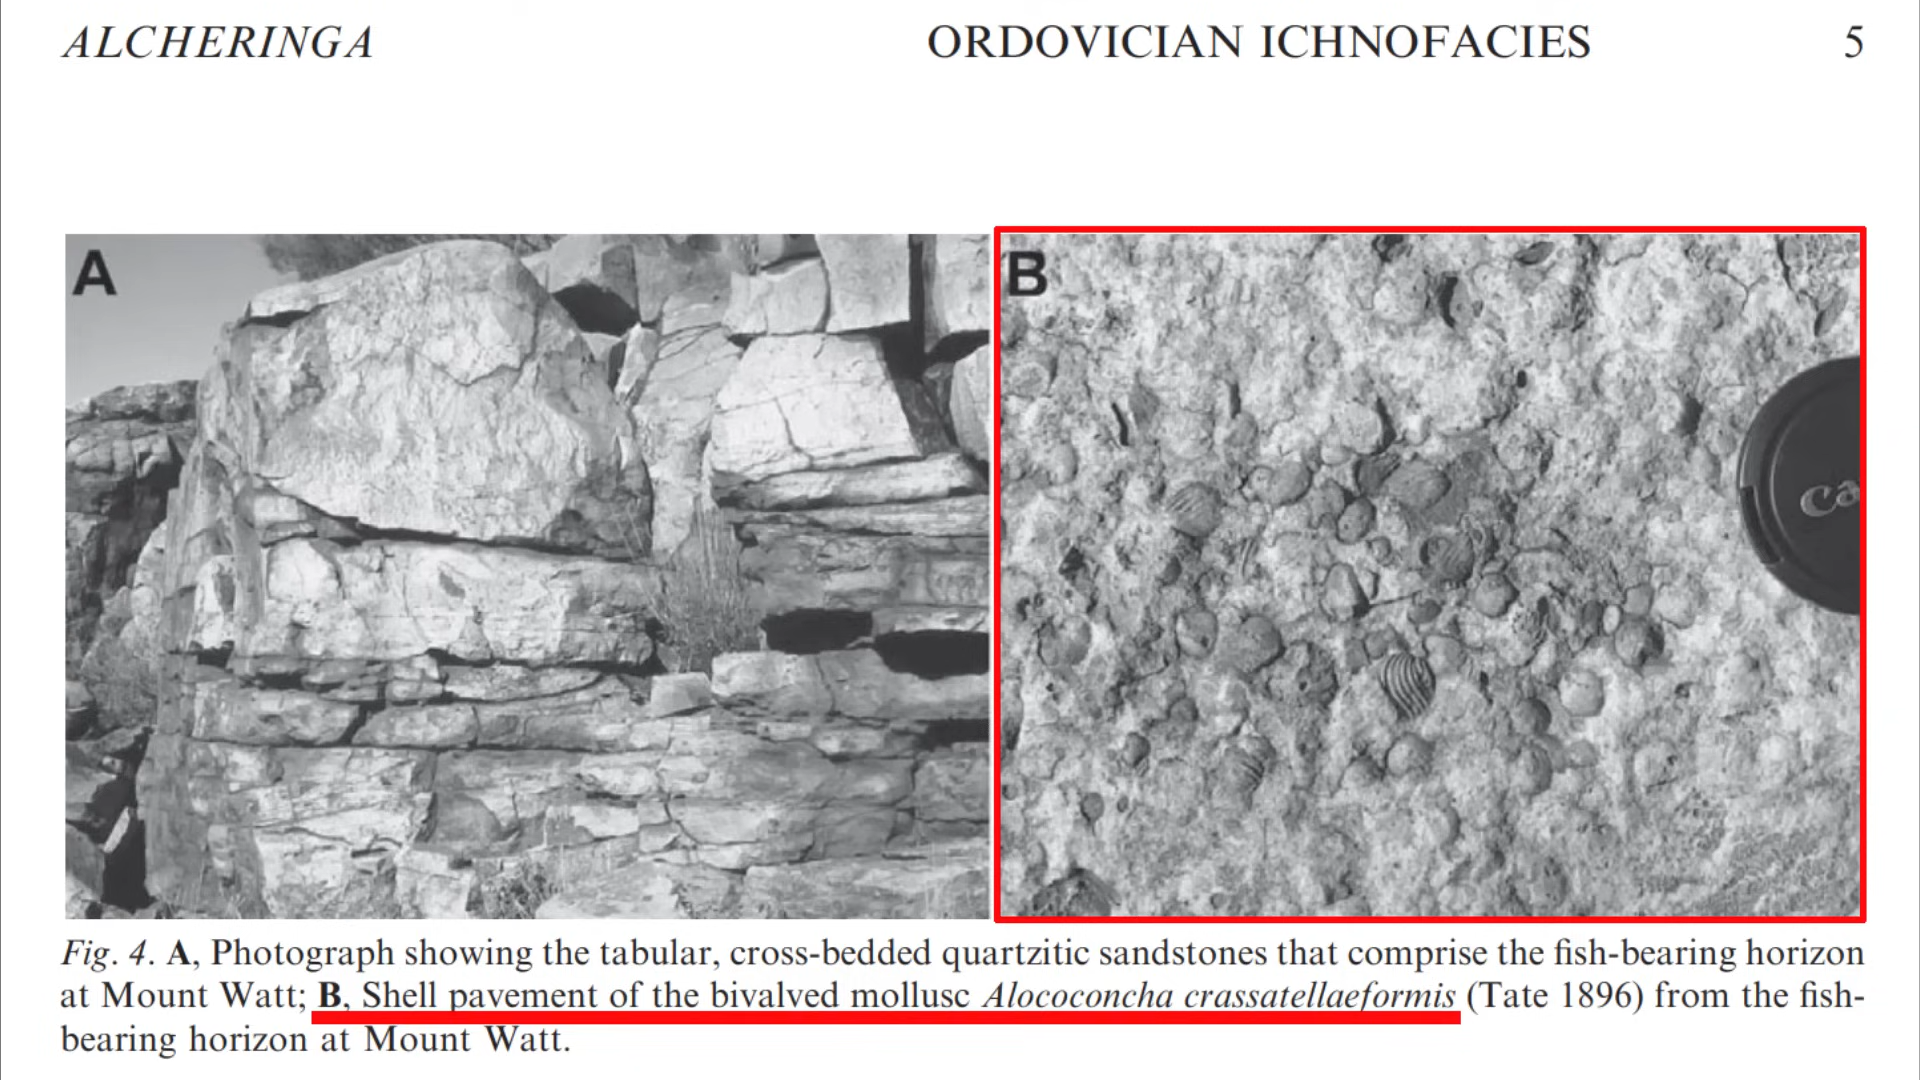 ALCHERINGA ORDOVICIAN ICHNOFACIES 5
A
B
Ca
Fig. 4. A, Photograph showing the tabular, cross-bedded quartzitic sandstones that comprise the fish-bearing horizon
at Mount Watt; B, Shell pavement of the bivalved mollusc Alococoncha crassatellaeformis (Tate 1896) from the fish-
bearing horizon at Mount Watt.